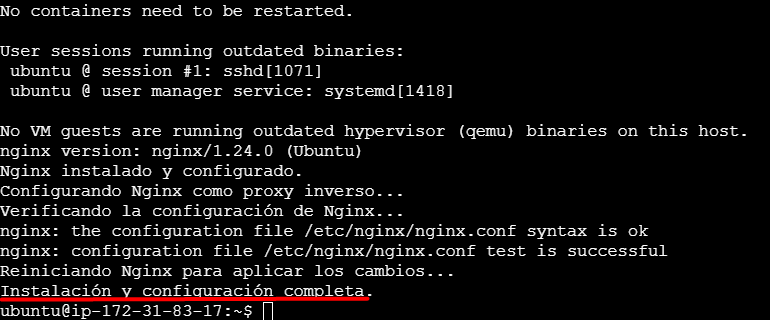 No containers need to be restarted.
User sessions running outdated binaries:
ubuntu @ session #1: sshd[1071]
ubuntu @ user manager service: systemd[1418]
No VM guests are running outdated hypervisor (qemu) binaries on this host.
nginx version: nginx/1.24.0 (Ubuntu)
Nginx instalado y configurado.
Configurando Nginx como proxy inverso...
Verificando la configuración de Nginx...
nginx: the configuration file /etc/nginx/nginx.conf syntax is ok
nginx: configuration file /etc/nginx/nginx.conf test is successful
Reiniciando Nginx para aplicar los cambios...
Instalación y configuración completa.
ubuntu@ip-172-31-83-17:~$